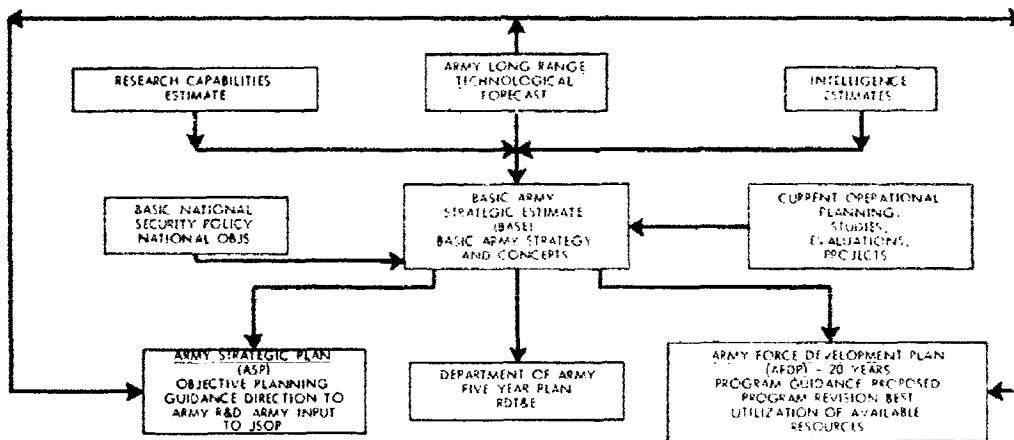 RESEARCH CAPABILITIES
ESTIMATE
ARMY LONG RANGE
TECHNOLOGICAL
FORECAST
INTELLIGENCE
ESTIMATES
BASIC NATIONAL
SECURITY POLICY
NATIONAL OBJS
BASIC ARMY
STRATEGIC ESTIMATE
(BASE)
BASIC ARMY STRATEGY
AND CONCEPTS
CURRENT OPERATIONAL
PLANNING,
STUDIES,
EVALUATIONS,
PROJECTS
ARMY STRATEGIC PLAN
(ASP)
OBJECTIVE PLANNING
GUIDANCE DIRECTION TO
ARMY R&D ARMY INPUT
TO JSOP
DEPARTMENT OF ARMY
FIVE YEAR PLAN
RDT&E
ARMY FORCE DEVELOPMENT PLAN
(AFDP) - 20 YEARS
PROGRAM GUIDANCE PROPOSED
PROGRAM REVISION BEST
UTILIZATION OF AVAILABLE
RESOURCES